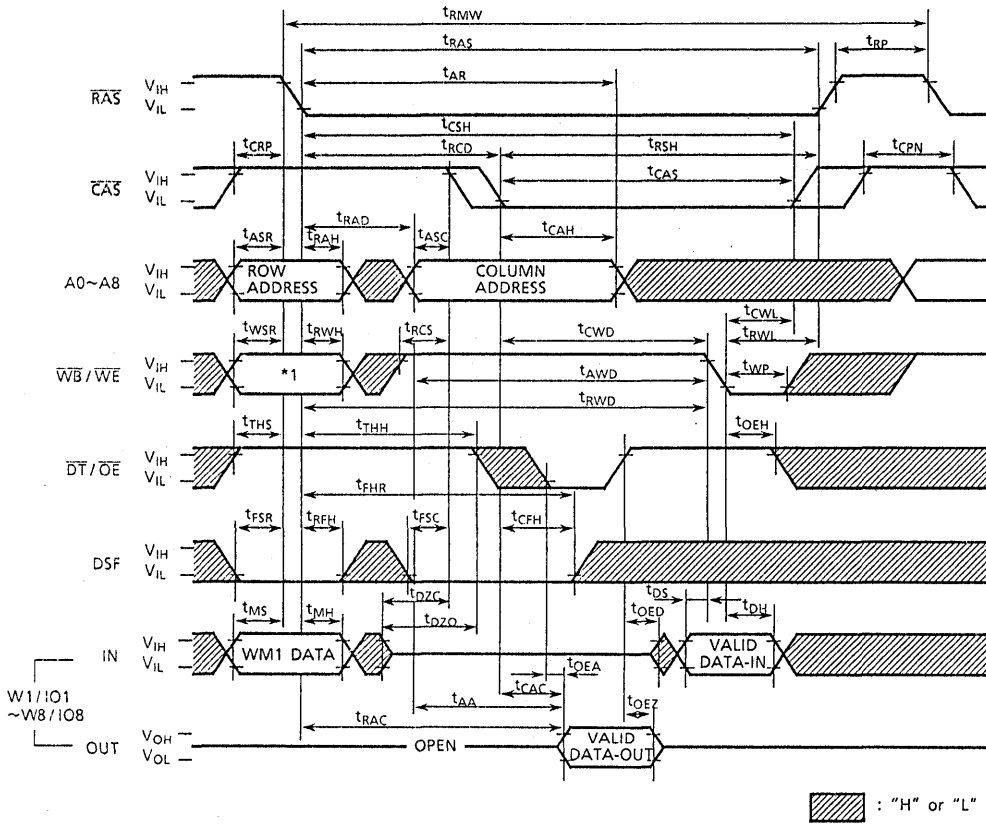 tRMW
tRAS
tRP
tAR
RAS
VIH
VIL
tCSH
tCRP
tRCD
tRSH
tCPN
tCAS
CAS
VIH
VIL
tRAD
tASR
tRAH
tASC
tCAH
A0~A8
VIH
VIL
ROW
ADDRESS
COLUMN
ADDRESS
tCWL
tWSR
tRWH
tRCS
tCWD
tRWL
WB/WE
VIH
VIL
*1
tAWD
tWP
tRWD
tTHS
tTHH
tOEH
DT/OE
VIH
VIL
tFHR
tFSR
tRFH
tFSC
tCFH
DSF
VIH
VIL
tDZC
tDS
tMS
tMH
tDZO
tOED
tDH
IN
VIH
VIL
WM1 DATA
VALID
DATA-IN
tOEA
tCAC
W1/IO1
~W8/IO8
tAA
tOEZ
tRAC
OUT
VOH
VOL
OPEN
VALID
DATA-OUT
: "H" or "L"